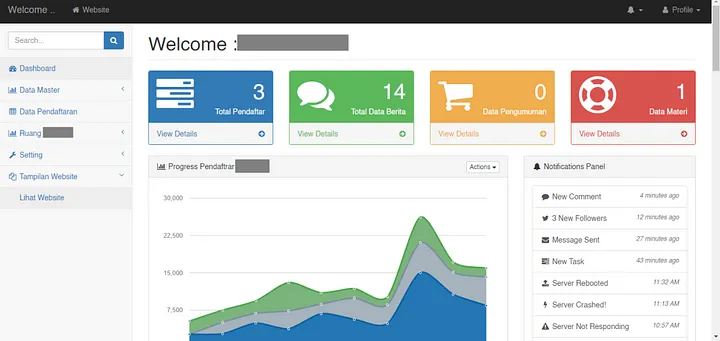 Welcome ..
Website
Profile
Search...
Dashboard
Data Master
Data Pendaftaran
Ruang
Setting
Tampilan Website
Lihat Website
Welcome :
3
Total Pendaftar
View Details
14
Total Data Berita
View Details
0
Data Pengumuman
View Details
1
Data Materi
View Details
Progress Pendaftran
Actions
30,000
22,500
15,000
7,500
Notifications Panel
New Comment 4 minutes ago
3 New Followers 12 minutes ago
Message Sent 27 minutes ago
New Task 43 minutes ago
Server Rebooted 11:32 AM
Server Crashed! 11:13 AM
Server Not Responding 10:57 AM